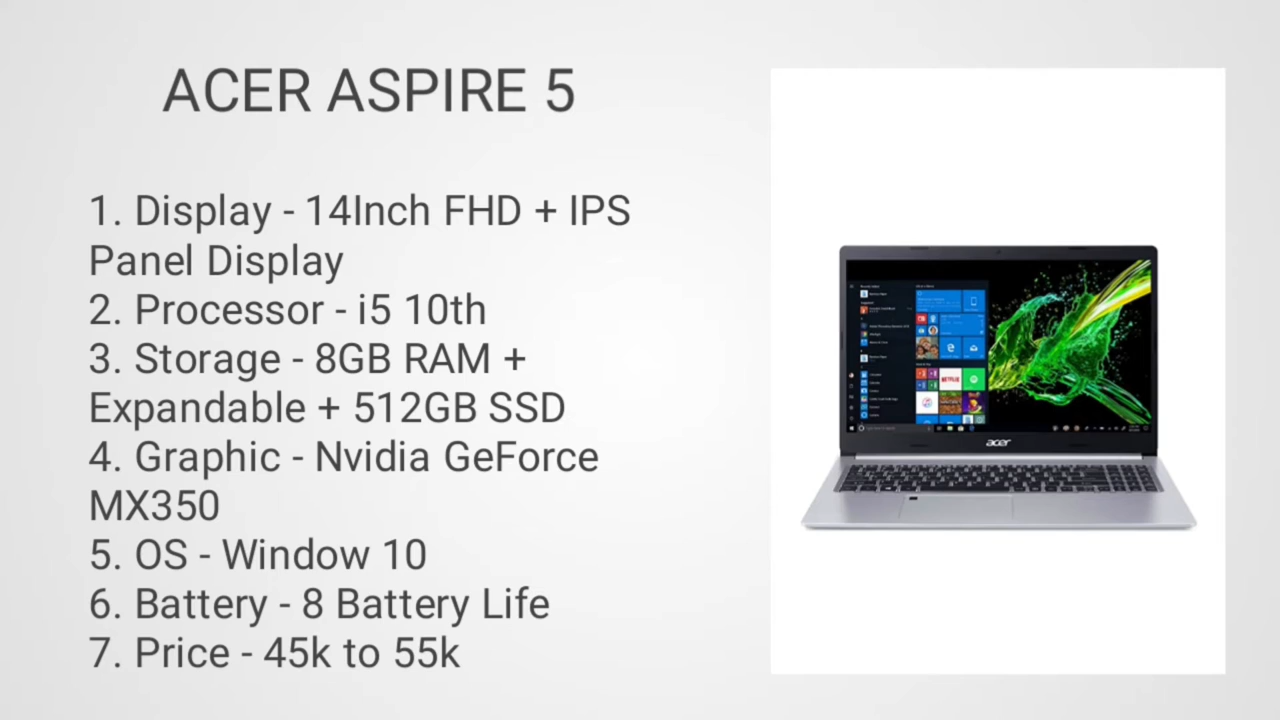 ACER ASPIRE 5
1. Display - 14Inch FHD + IPS
Panel Display
2. Processor - i5 10th
3. Storage - 8GB RAM +
Expandable + 512GB SSD
4. Graphic - Nvidia GeForce
MX350
5. OS - Window 10
6. Battery - 8 Battery Life
7. Price - 45k to 55k
NETFLIX
acer